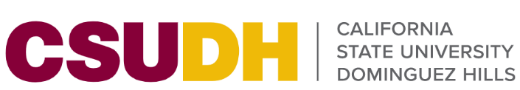 CSUDH
CALIFORNIA
STATE UNIVERSITY
DOMINGUEZ HILLS